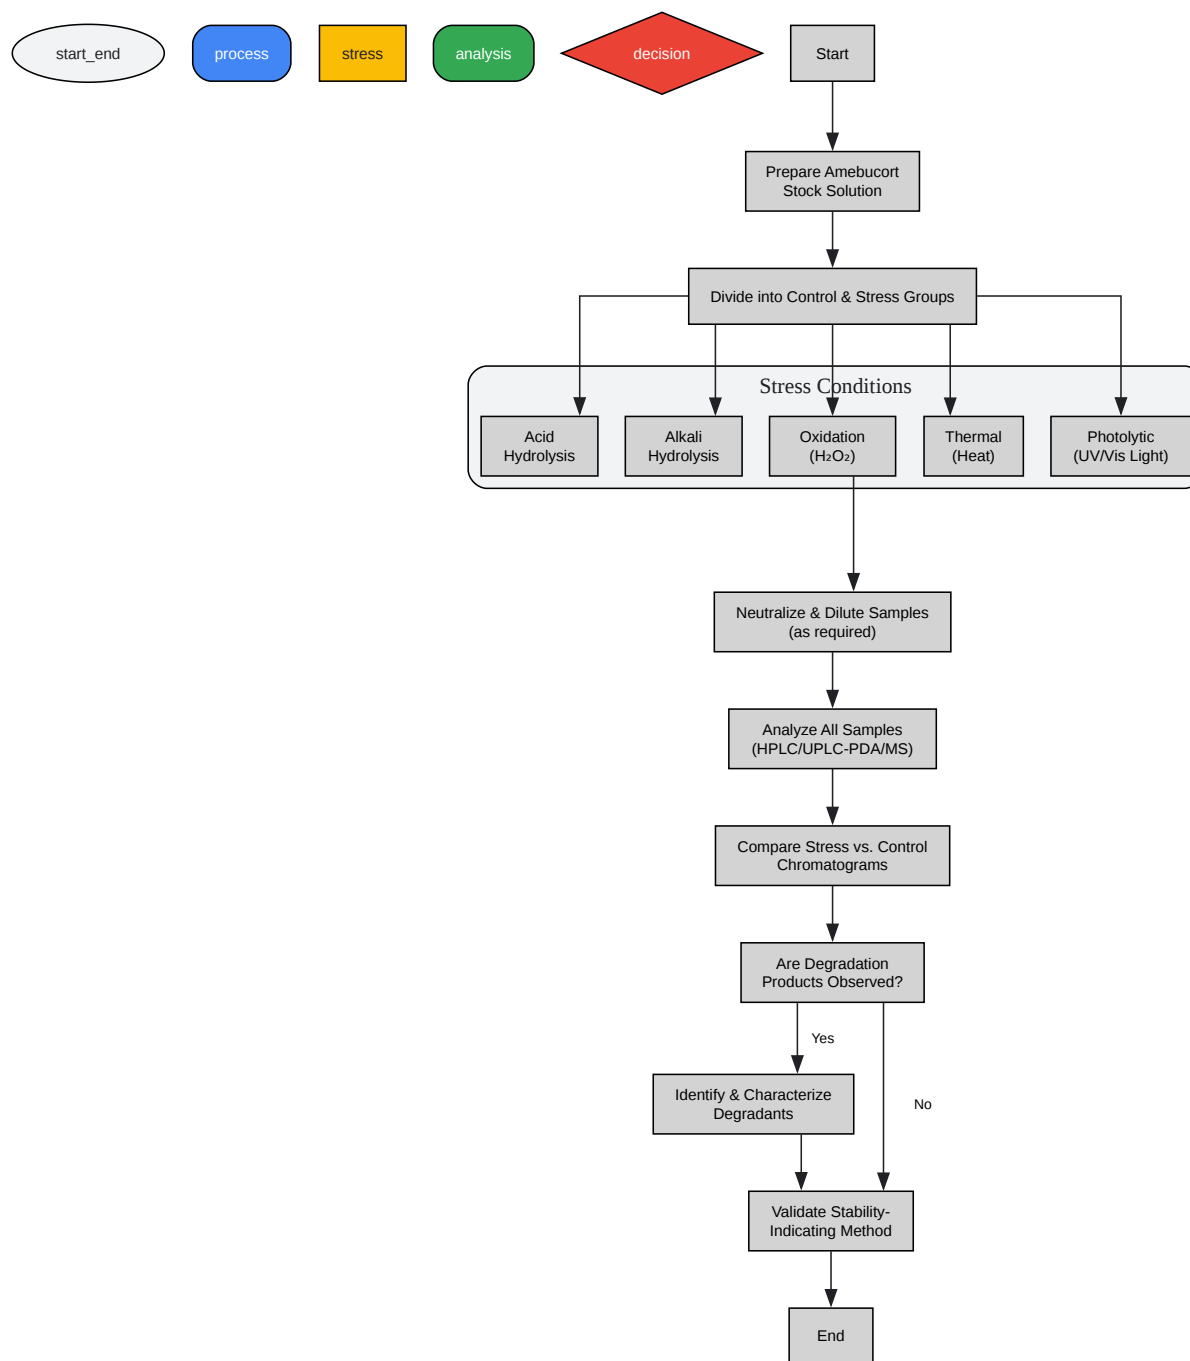 start_end
process
stress
analysis
decision
Start
Prepare Amebucort
Stock Solution
Divide into Control & Stress Groups
Stress Conditions
Acid
Hydrolysis
Alkali
Hydrolysis
Oxidation
(H₂O₂)
Thermal
(Heat)
Photolytic
(UV/Vis Light)
Neutralize & Dilute Samples
(as required)
Analyze All Samples
(HPLC/UPLC-PDA/MS)
Compare Stress vs. Control
Chromatograms
Are Degradation
Products Observed?
Yes
Identify & Characterize
Degradants
No
Validate Stability-
Indicating Method
End